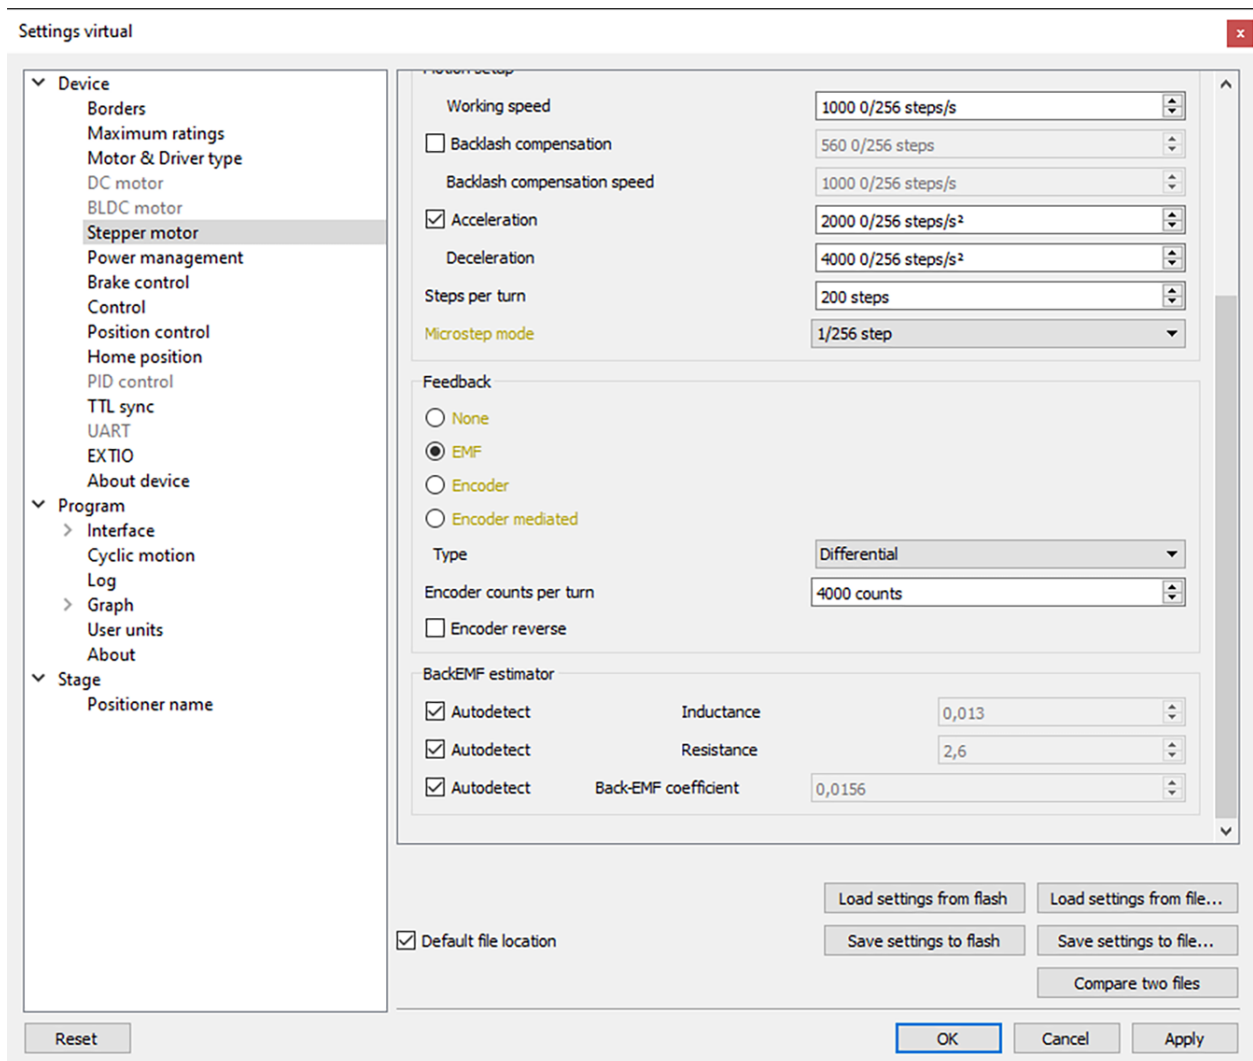 Settings virtual
x
Device
Borders
Maximum ratings
Motor & Driver type
DC motor
BLDC motor
Stepper motor
Power management
Brake control
Control
Position control
Home position
PID control
TTL sync
UART
EXTIO
About device
Program
Interface
Cyclic motion
Log
Graph
User units
About
Stage
Positioner name
Motion setup
Working speed 1000 0/256 steps/s
Backlash compensation 560 0/256 steps
Backlash compensation speed 1000 0/256 steps/s
Acceleration 2000 0/256 steps/s²
Deceleration 4000 0/256 steps/s²
Steps per turn 200 steps
Microstep mode 1/256 step
Feedback
None
EMF
Encoder
Encoder mediated
Type Differential
Encoder counts per turn 4000 counts
Encoder reverse
BackEMF estimator
Autodetect Inductance 0,013
Autodetect Resistance 2,6
Autodetect Back-EMF coefficient 0,0156
Load settings from flash Load settings from file...
Default file location Save settings to flash Save settings to file...
Compare two files
Reset OK Cancel Apply